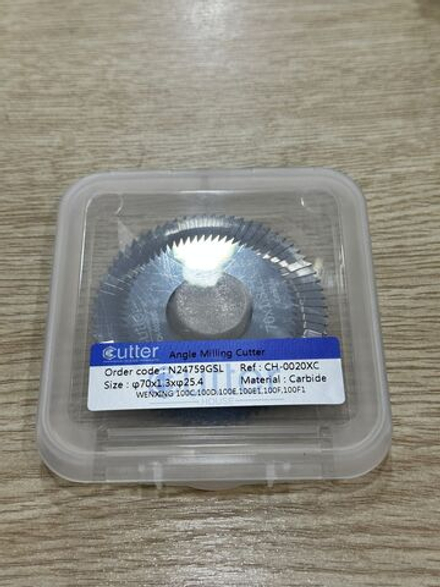 Cutter Angle Milling Cutter
Order code : N24759GSL Ref : CH-0020XC
Size : φ70x1.3xφ25.4 Material : Carbide
WENXING 100C,100D,100E,100E1,100F,100F1
HOUSE